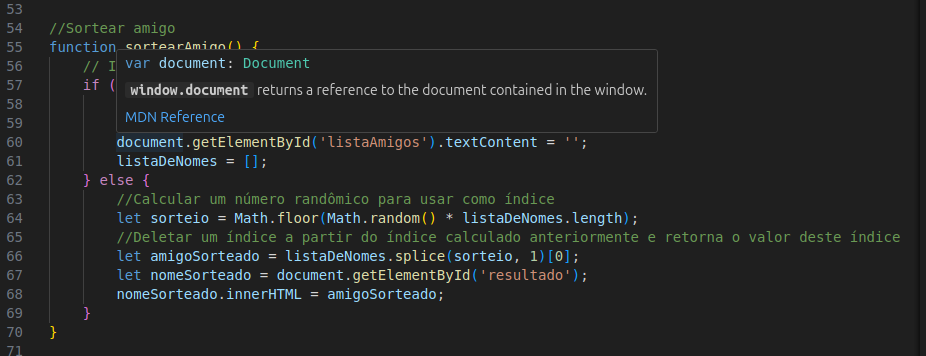 53
54 //Sortear amigo
55 function sortearAmigo() {
56 // I
57 if (
var document: Document
window.document returns a reference to the document contained in the window.
MDN Reference
58
59
60 document.getElementById('listaAmigos').textContent = '';
61 listaDeNomes = [];
62 } else {
63 //Calcular um número randômico para usar como índice
64 let sorteio = Math.floor(Math.random() * listaDeNomes.length);
65 //Deletar um índice a partir do índice calculado anteriormente e retorna o valor deste índice
66 let amigoSorteado = listaDeNomes.splice(sorteio, 1)[0];
67 let nomeSorteado = document.getElementById('resultado');
68 nomeSorteado.innerHTML = amigoSorteado;
69 }
70 }
71